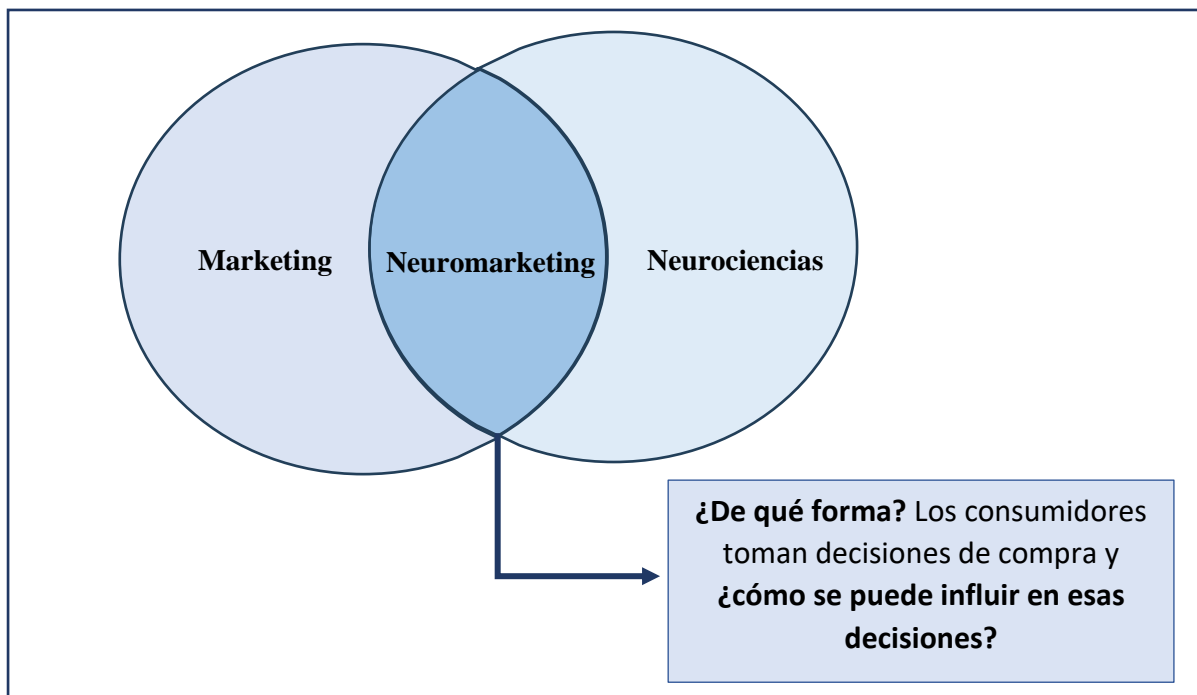 Marketing
Neuromarketing
Neurociencias
¿De qué forma? Los consumidores
toman decisiones de compra y
¿cómo se puede influir en esas
decisiones?